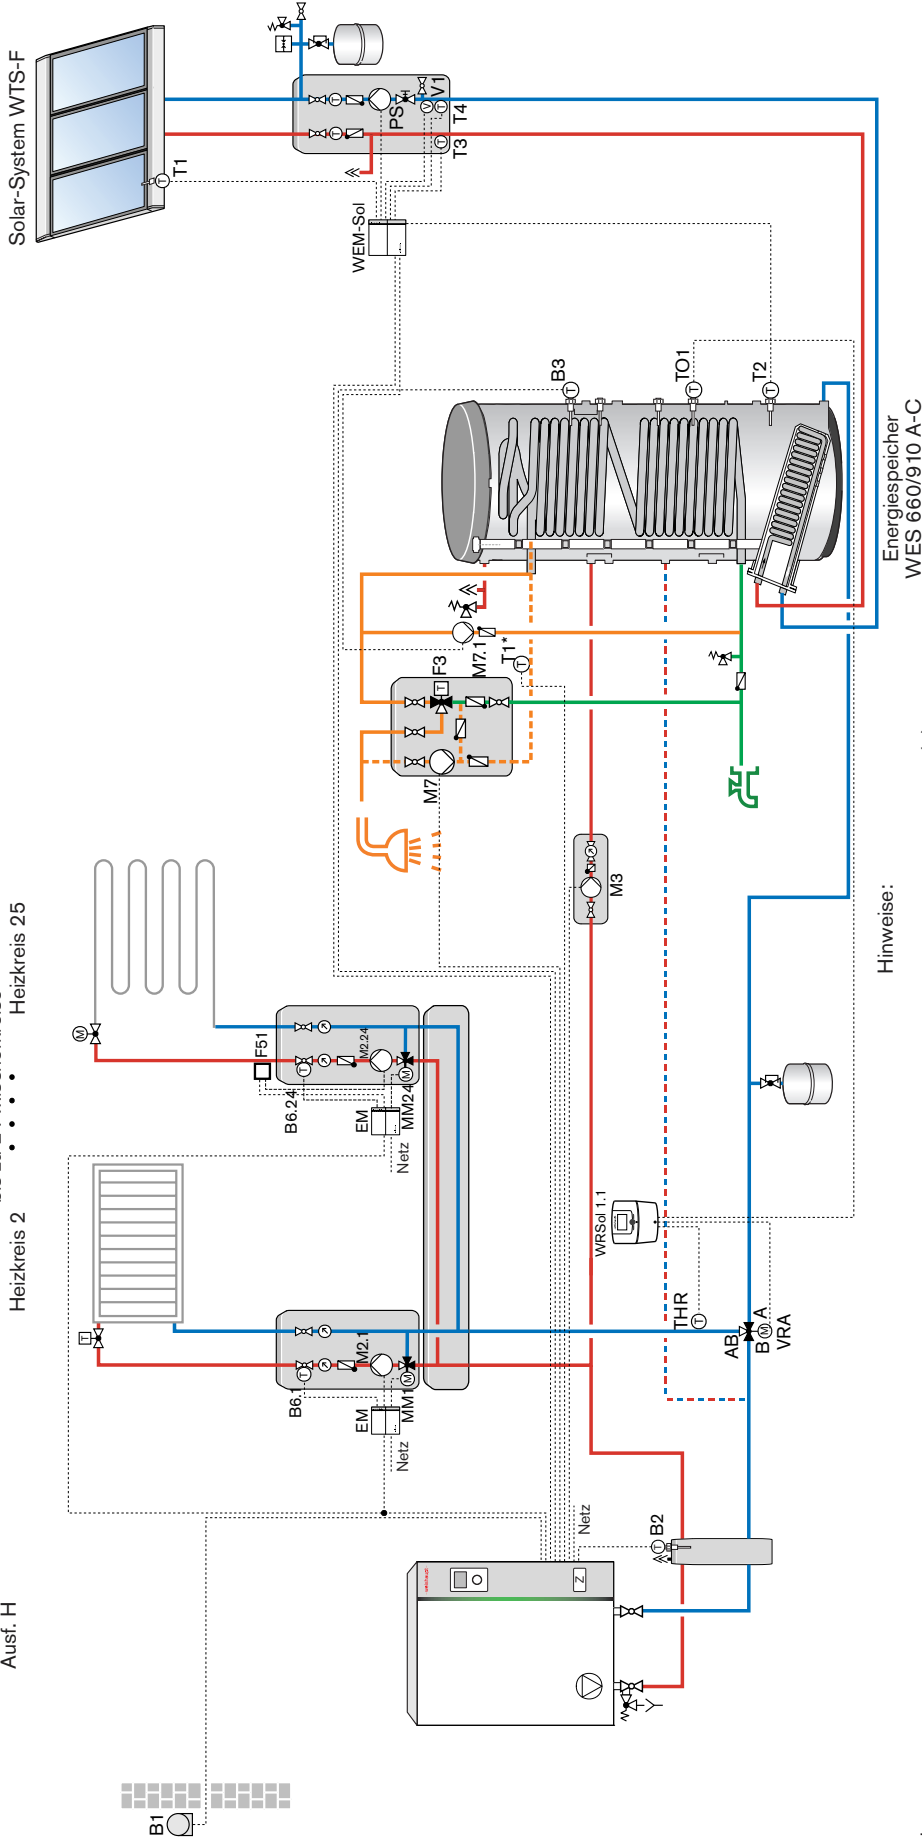 Ausf. H
Heizkreis 2
• • • •
Heizkreis 25
Solar-System WTS-F
T1
PS
V1
V
T3
T4
WEM-Sol
B3
TO1
T2
Energiespeicher
WES 660/910 A-C
M7.1
T1*
F3
M7
M3
F51
B6.24
M2.24
EM
MM24
Netz
B6.1
M2.1
EM
MM1
Netz
WRSol 1.1
THR
AB
B
A
VRA
Netz
B2
Z
B1
Hinweise: